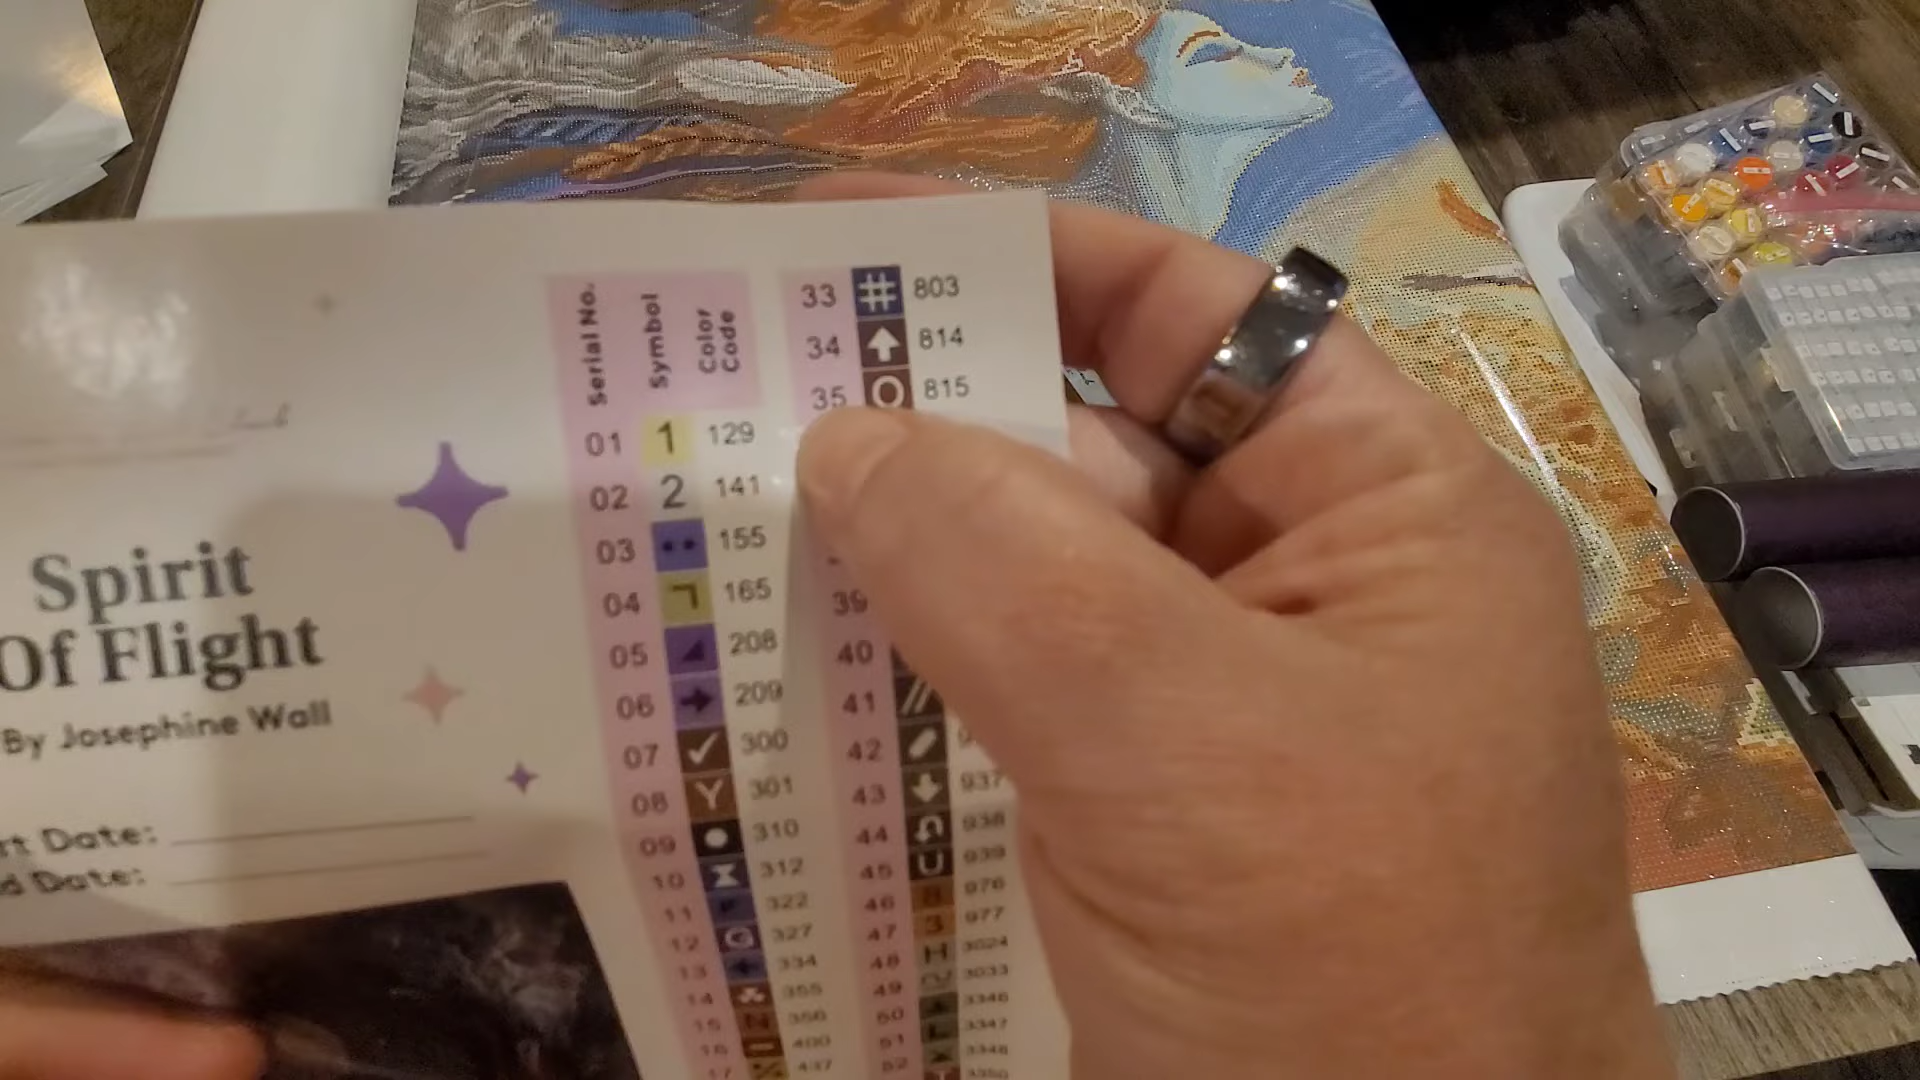 Spirit
Of Flight
By Josephine Wall
rt Date:
d Date:
Serial No. Symbol Color Code
01 1 129
02 2 141
03 155
04 165
05 208
06 209
07 ✓ 300
08 Y 301
09 310
10 312
11 322
12 G 327
13 334
14 355
15 N 356
16 400
17 437
33 # 803
34 814
35 O 815
39
40
41 //
42
43 937
44 938
45 U 939
46 976
47 3 977
48 H 3024
49 3033
50 3346
51 L 3347
52 3348
3350